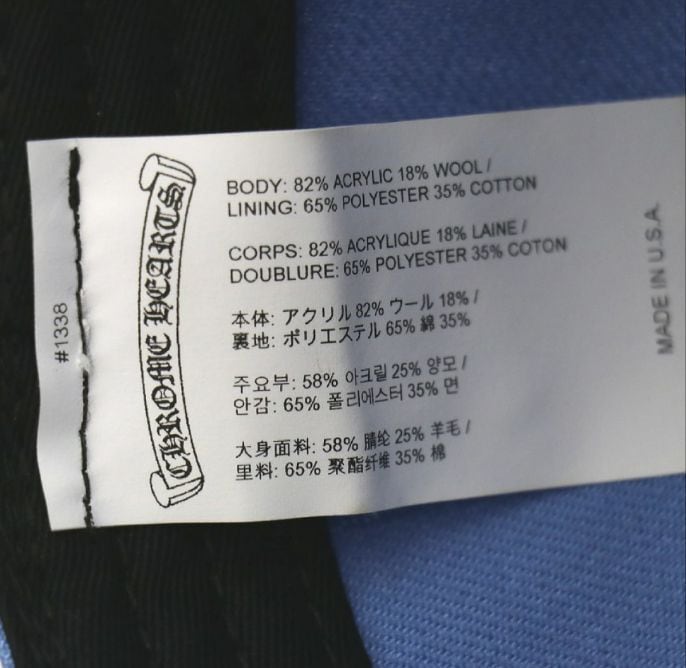 #1338
CHROME HEARTS
BODY: 82% ACRYLIC 18% WOOL /
LINING: 65% POLYESTER 35% COTTON
CORPS: 82% ACRYLIQUE 18% LAINE /
DOUBLURE: 65% POLYESTER 35% COTON
本体: アクリル 82% ウール 18% /
裏地: ポリエステル 65% 綿 35%
주요부: 58% 아크릴 25% 양모 /
안감: 65% 폴리에스터 35% 면
大身面料: 58% 腈纶 25% 羊毛 /
里料: 65% 聚酯纤维 35% 棉
MADE IN U.S.A.